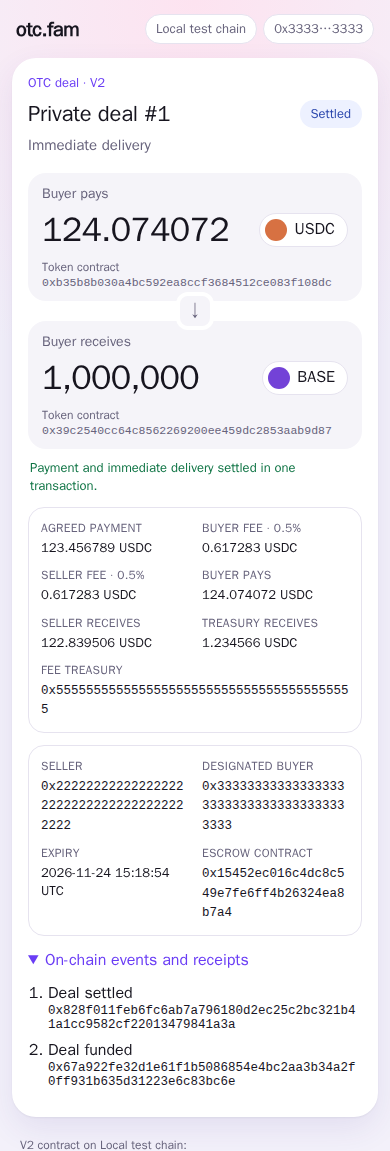 otc.fam
Local test chain
0x3333···3333
OTC deal · V2
Private deal #1
Settled
Immediate delivery
Buyer pays
124.074072
USDC
Token contract
0xb35b8b030a4bc592ea8ccf3684512ce083f108dc
↓
Buyer receives
1,000,000
BASE
Token contract
0x39c2540cc64c8562269200ee459dc2853aab9d87
Payment and immediate delivery settled in one
transaction.
AGREED PAYMENT
123.456789 USDC
BUYER FEE · 0.5%
0.617283 USDC
SELLER FEE · 0.5%
0.617283 USDC
BUYER PAYS
124.074072 USDC
SELLER RECEIVES
122.839506 USDC
TREASURY RECEIVES
1.234566 USDC
FEE TREASURY
0x555555555555555555555555555555555555555
5
SELLER
0x22222222222222222
2222222222222222222
2222
DESIGNATED BUYER
0x33333333333333333
3333333333333333333
3333
EXPIRY
2026-11-24 15:18:54
UTC
ESCROW CONTRACT
0x15452ec016c4dc8c5
49e7fe6ff4b26324ea8
b7a4
▼ On-chain events and receipts
1. Deal settled
0x828f011feb6fc6ab7a796180d2ec25c2bc321b4
1a1cc9582cf22013479841a3a
2. Deal funded
0x67a922fe32d1e61f1b5086854e4bc2aa3b34a2f
0ff931b635d31223e6c83bc6e
V2 contract on Local test chain: